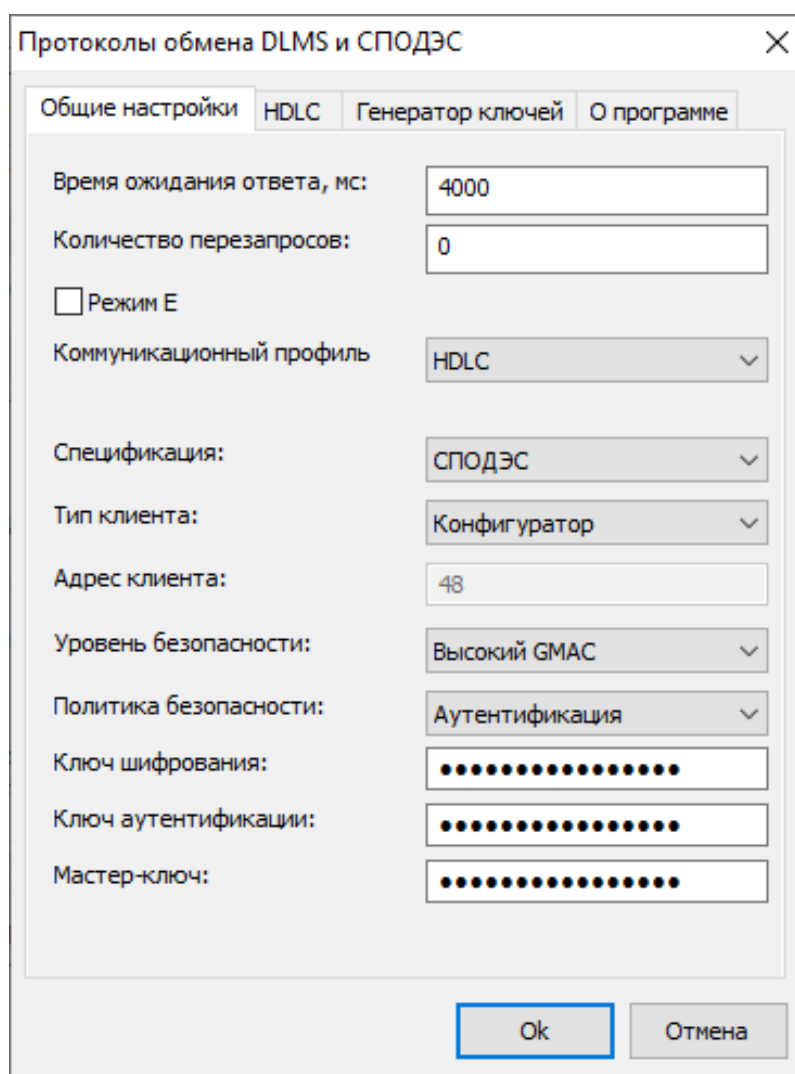 Протоколы обмена DLMS и СПОДЭС
Общие настройки HDLC Генератор ключей О программе
Время ожидания ответа, мс: 4000
Количество перезапросов: 0
Режим E
Коммуникационный профиль HDLC
Спецификация: СПОДЭС
Тип клиента: Конфигуратор
Адрес клиента: 48
Уровень безопасности: Высокий GMAC
Политика безопасности: Аутентификация
Ключ шифрования: ●●●●●●●●●●●●●●●●
Ключ аутентификации: ●●●●●●●●●●●●●●●●
Мастер-ключ: ●●●●●●●●●●●●●●●●
Ok Отмена